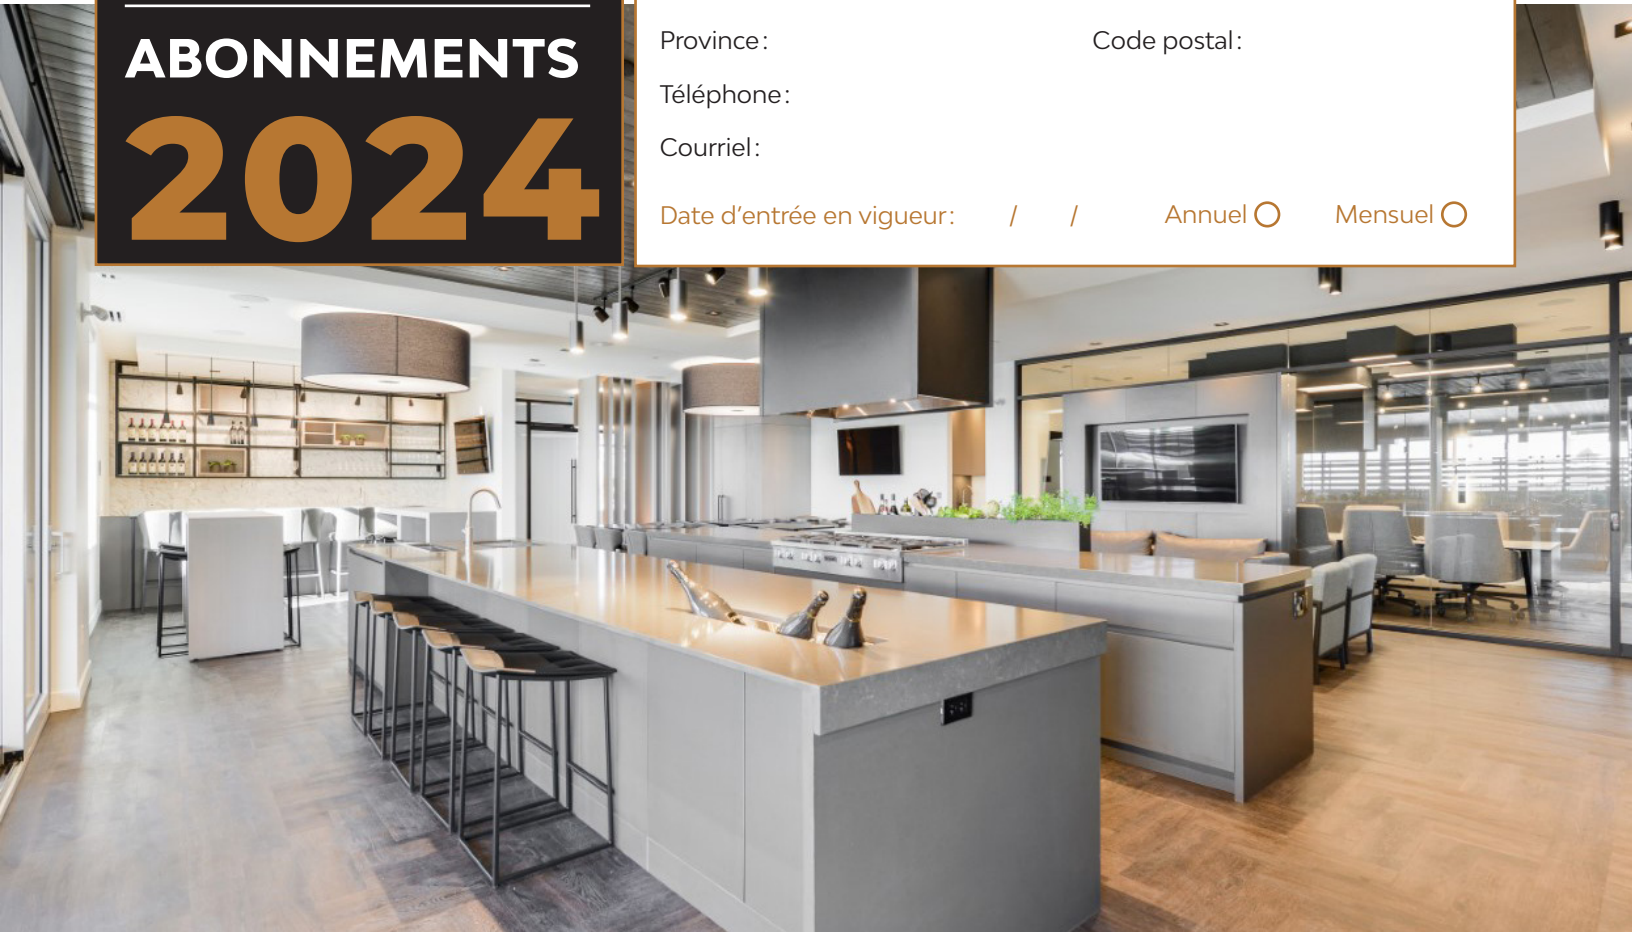 ABONNEMENTS
2024
Province : Code postal :
Téléphone :
Courriel :
Date d’entrée en vigueur : / / Annuel Mensuel